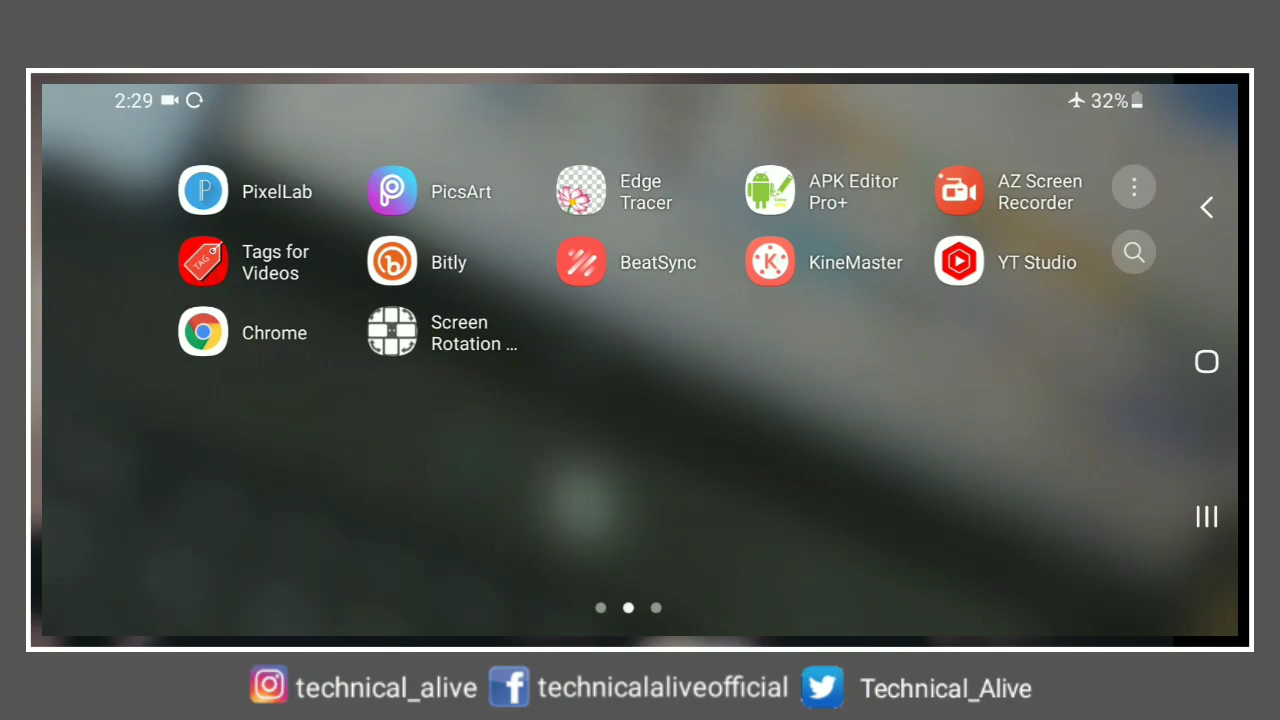 2:29
32%
PixelLab
PicsArt
Edge
Tracer
APK Editor
Pro+
AZ Screen
Recorder
Tags for
Videos
Bitly
BeatSync
KineMaster
YT Studio
Chrome
Screen
Rotation ...
technical_alive
technicalaliveofficial
Technical_Alive